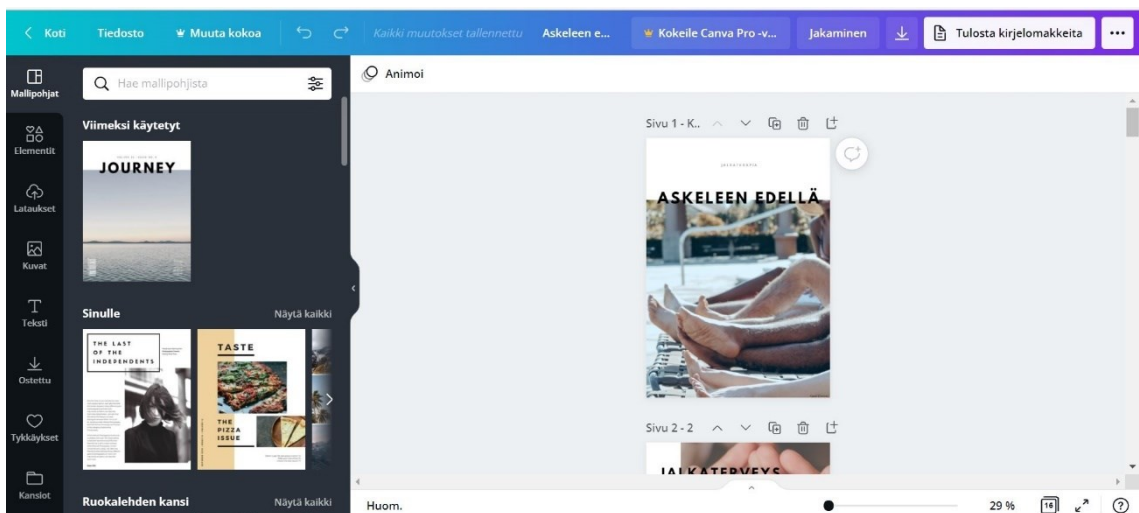 Koti Tiedosto Muuta kokoa Kaikki muutokset tallennettu Askeleen e... Kokeile Canva Pro -v... Jakaminen Tulosta kirjelomakkeita
Mallipohjat
Elementit
Lataukset
Kuvat
Teksti
Ostettu
Tykkäykset
Kansiot
Hae mallipohjista
Viimeksi käytetyt
JOURNEY
Sinulle Näytä kaikki
THE LAST
OF THE
INDEPENDENTS
TASTE
THE
PIZZA
ISSUE
Ruokalehden kansi Näytä kaikki
Animoi
Sivu 1 - K..
ASKELEEN EDELLÄ
Sivu 2 - 2
JALKATERVEYS
Huom. 29 % 16